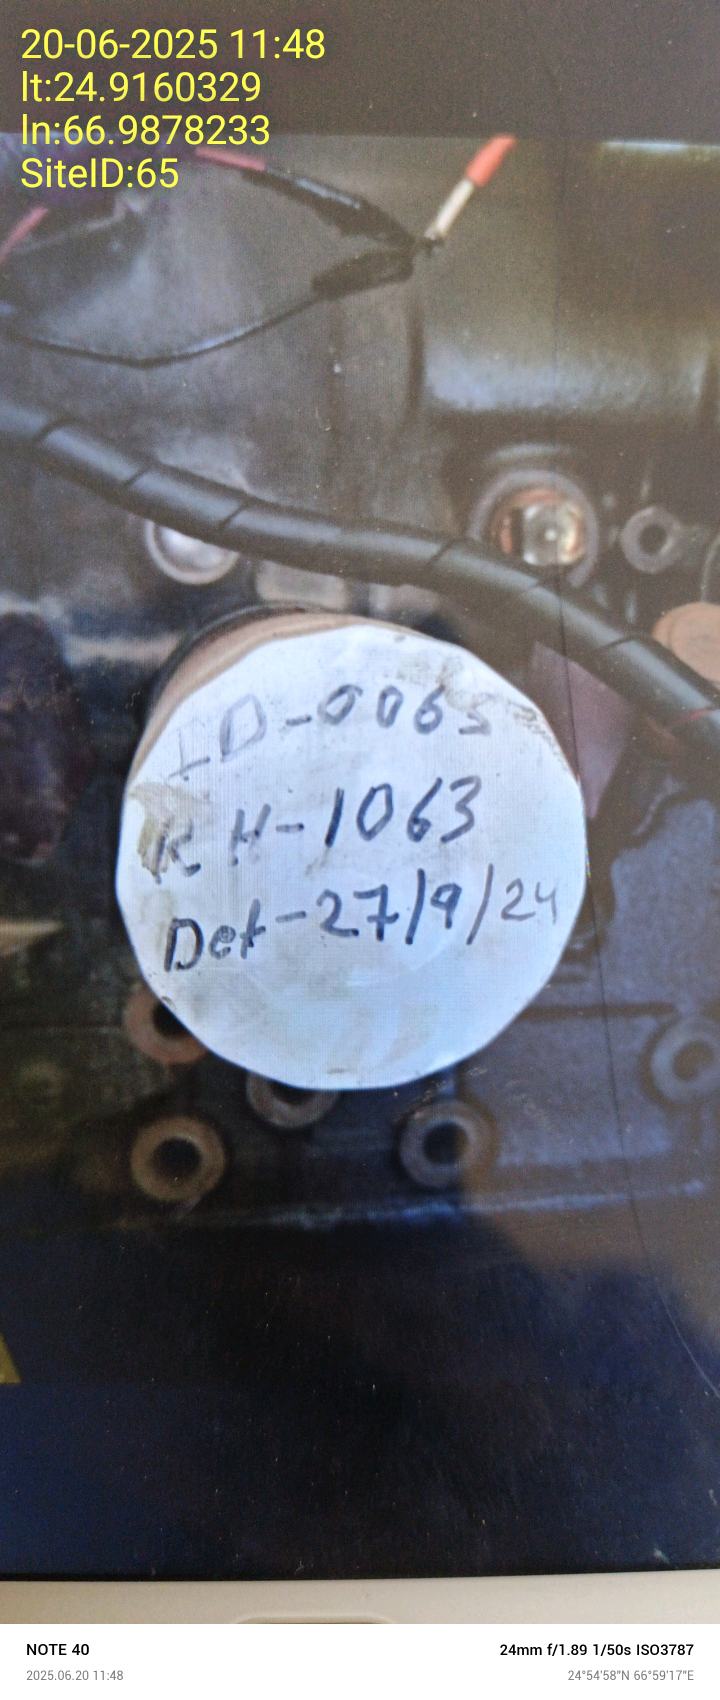 20-06-2025 11:48
lt:24.9160329
ln:66.9878233
SiteID:65
ID-0065
RH-1063
Det-27/9/24
NOTE 40
24mm f/1.89 1/50s ISO3787
2025.06.20 11:48
24°54'58"N 66°59'17"E